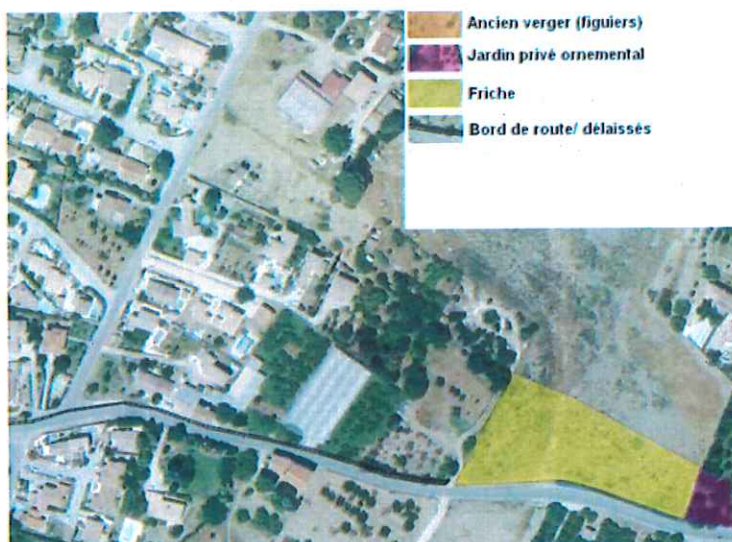 Ancien verger (figuiers)
Jardin privé ornemental
Friche
Bord de route/ délaissés